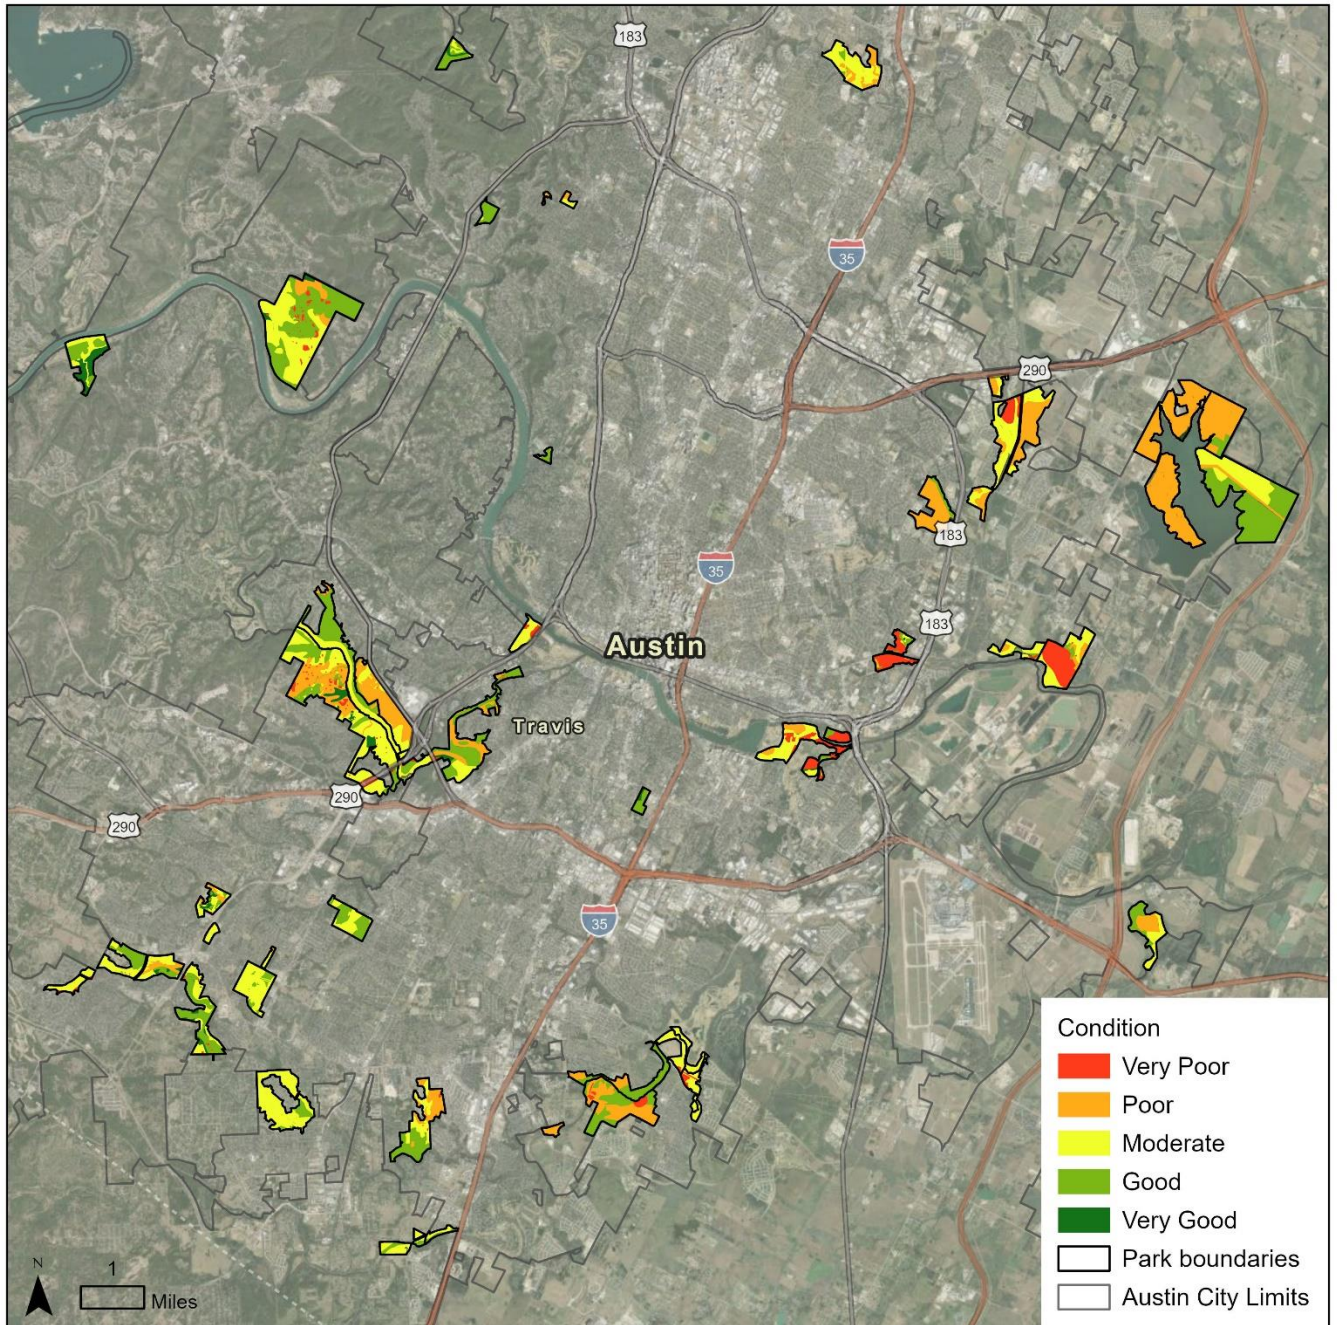 183
35
290
183
35
183
Austin
Travis
290
290
35
Condition
Very Poor
Poor
Moderate
Good
Very Good
Park boundaries
Austin City Limits
N
1
Miles